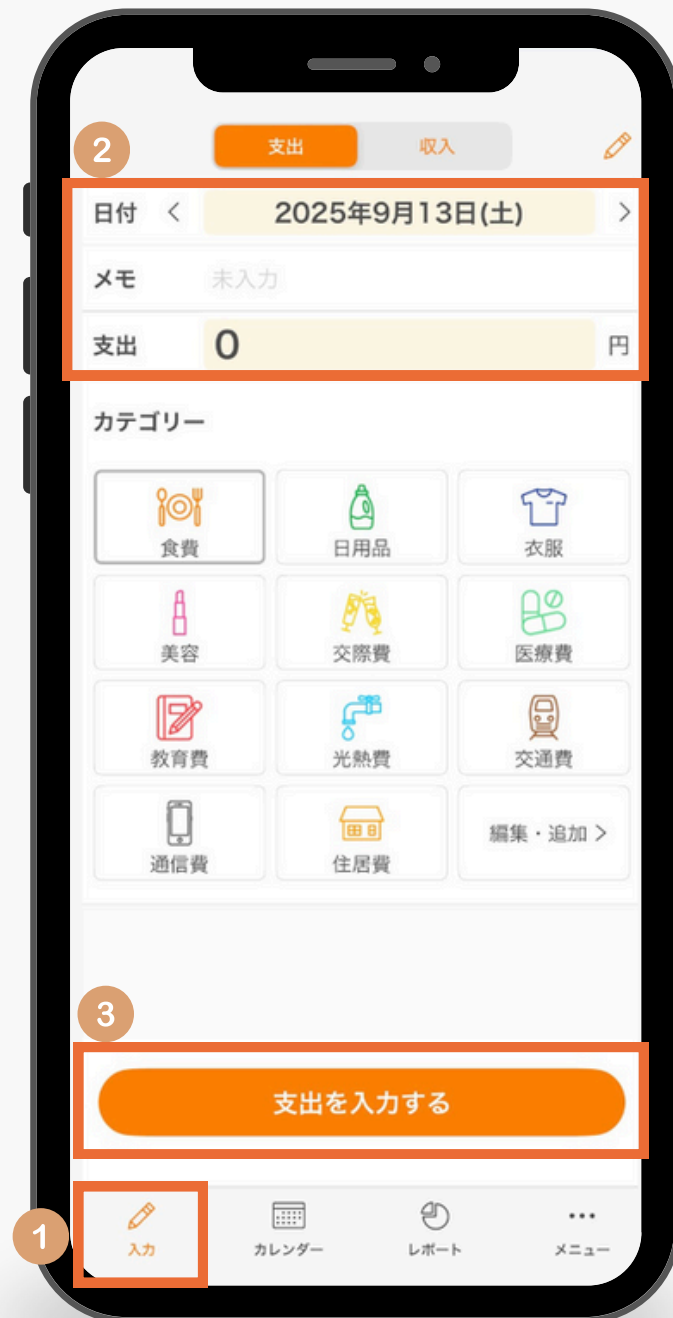 2
支出 収入
日付 < 2025年9月13日(土) >
メモ 未入力
支出 0 円
カテゴリー
食費 日用品 衣服
美容 交際費 医療費
教育費 光熱費 交通費
通信費 住居費 編集・追加 >
3
支出を入力する
1
入力 カレンダー レポート メニュー